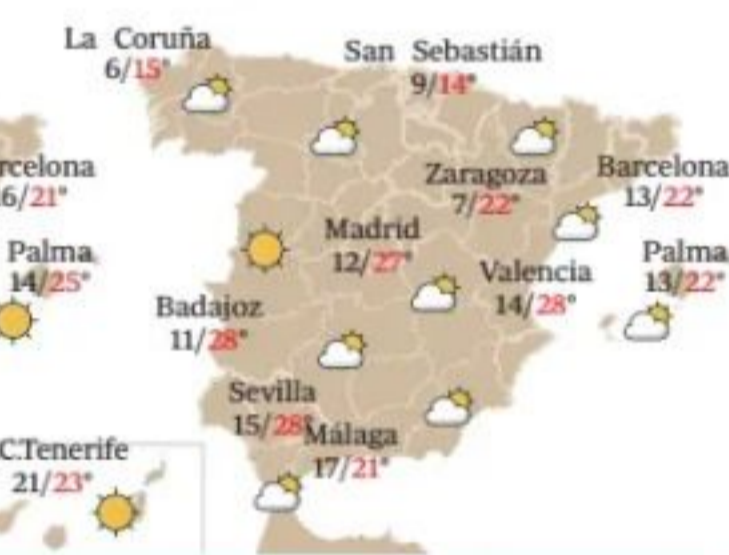 La Coruña
6/15°
San Sebastián
9/14°
rcelona
6/21°
Zaragoza
7/22°
Barcelona
13/22°
Palma
14/25°
Madrid
12/27°
Valencia
14/28°
Palma
13/22°
Badajoz
11/28°
Sevilla
15/28°
Málaga
17/21°
C.Tenerife
21/23°